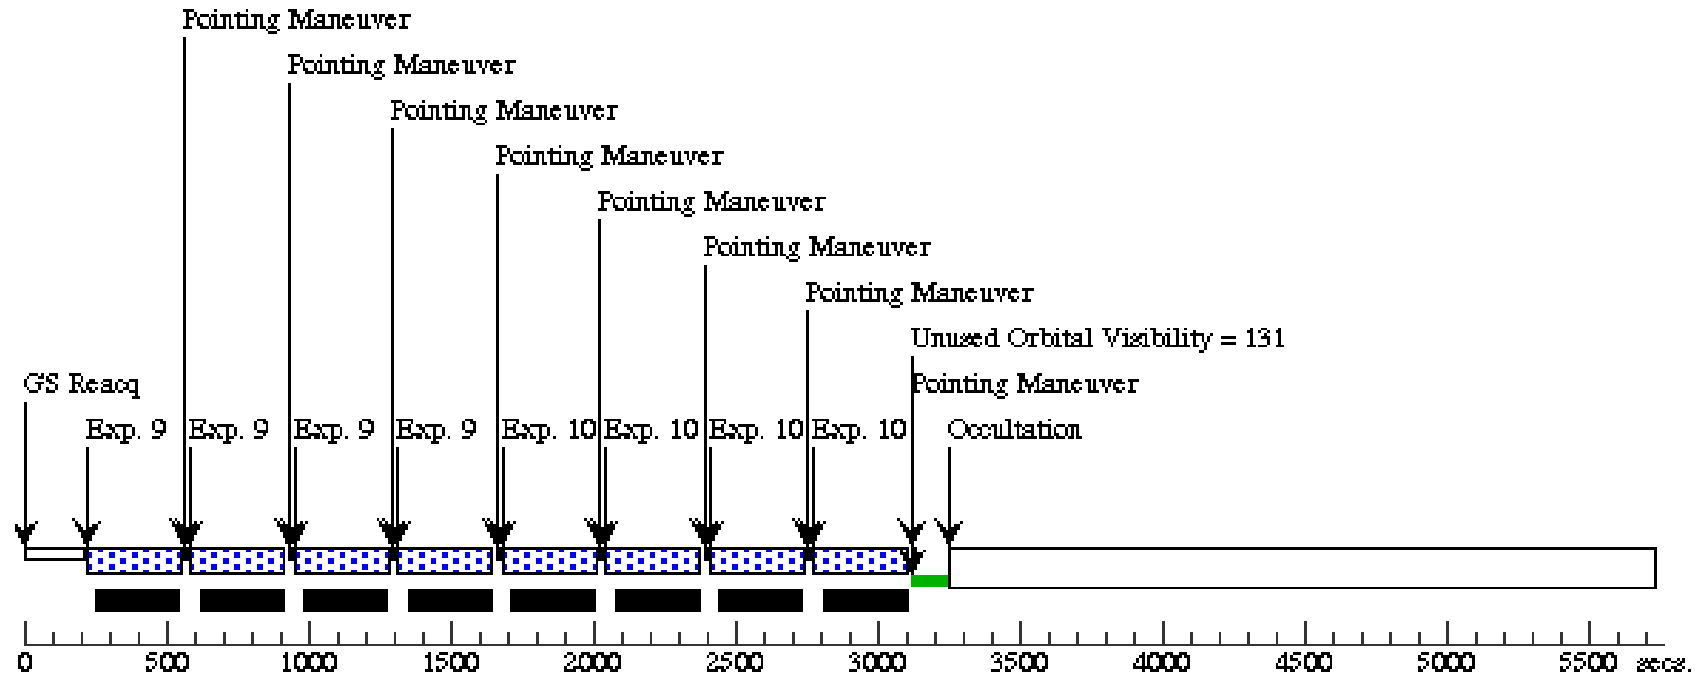 Pointing Maneuver
Pointing Maneuver
Pointing Maneuver
Pointing Maneuver
Pointing Maneuver
Pointing Maneuver
Pointing Maneuver
Unused Orbital Visibility = 131
GS Reacq
Pointing Maneuver
Exp. 9
Exp. 9
Exp. 9
Exp. 9
Exp. 10
Exp. 10
Exp. 10
Exp. 10
Occultation
0 500 1000 1500 2000 2500 3000 3500 4000 4500 5000 5500 secs.